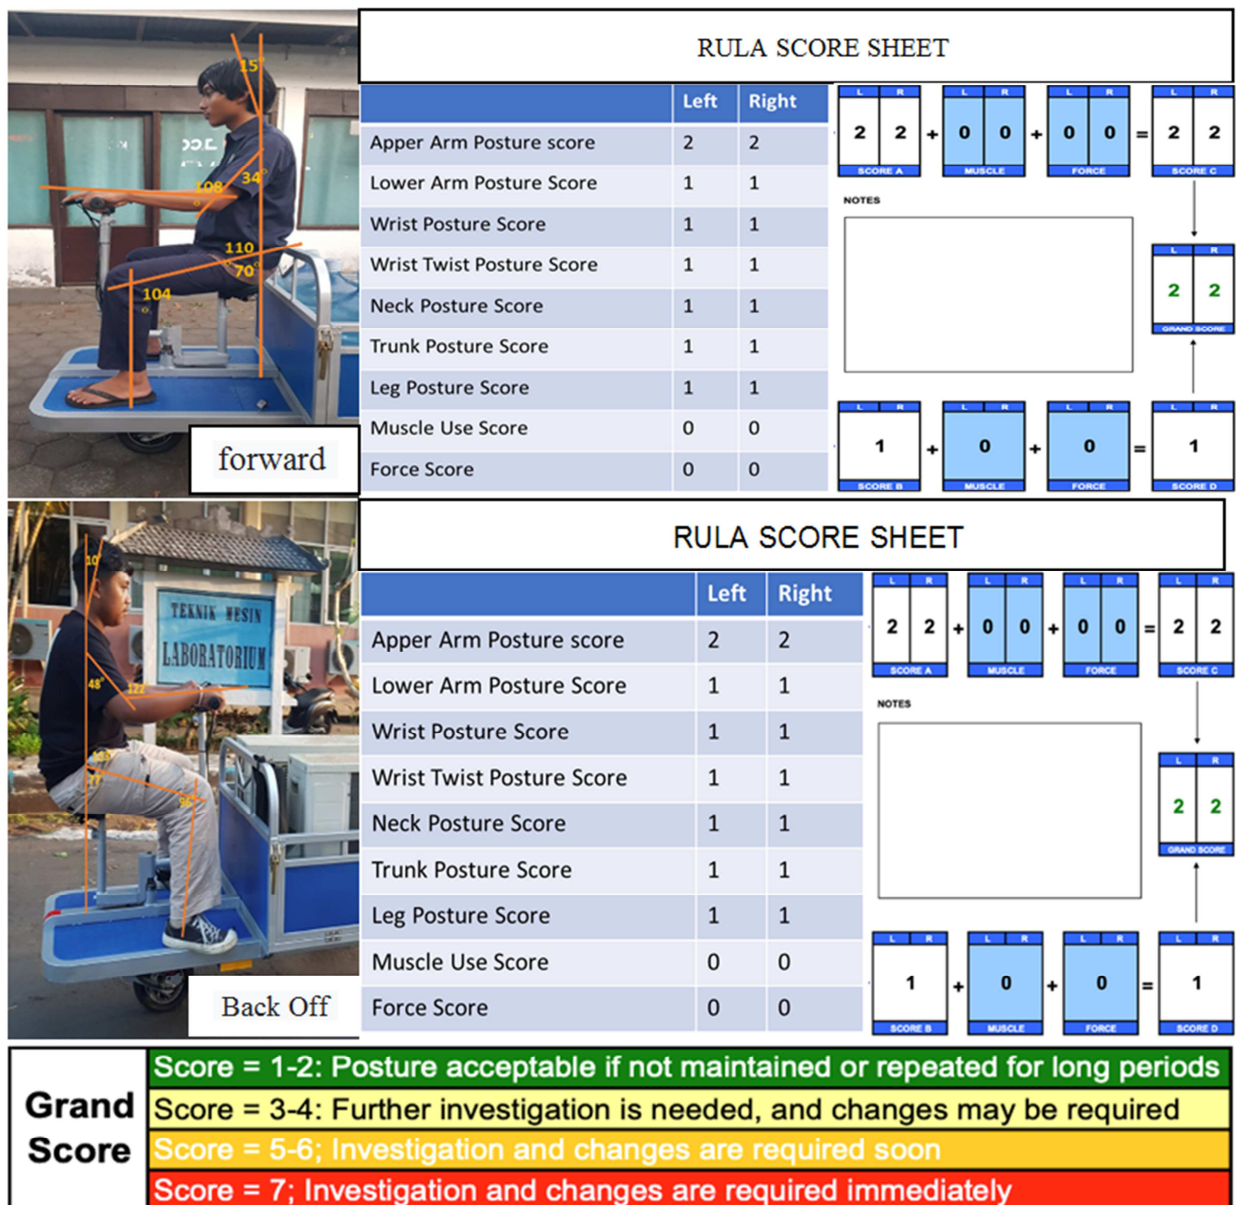 RULA SCORE SHEET
15°
34°
108°
110°
70°
104°
forward
Left Right
Apper Arm Posture score 2 2
Lower Arm Posture Score 1 1
Wrist Posture Score 1 1
Wrist Twist Posture Score 1 1
Neck Posture Score 1 1
Trunk Posture Score 1 1
Leg Posture Score 1 1
Muscle Use Score 0 0
Force Score 0 0
L R L R L R L R
2 2 + 0 0 + 0 0 = 2 2
SCORE A MUSCLE FORCE SCORE C
NOTES
L R
2 2
GRAND SCORE
L R L R L R L R
1 + 0 + 0 = 1
SCORE B MUSCLE FORCE SCORE D
RULA SCORE SHEET
10°
48°
122
77°
96°
TEKNIK MESIN
LABORATORIUM
Back Off
Left Right
Apper Arm Posture score 2 2
Lower Arm Posture Score 1 1
Wrist Posture Score 1 1
Wrist Twist Posture Score 1 1
Neck Posture Score 1 1
Trunk Posture Score 1 1
Leg Posture Score 1 1
Muscle Use Score 0 0
Force Score 0 0
L R L R L R L R
2 2 + 0 0 + 0 0 = 2 2
SCORE A MUSCLE FORCE SCORE C
NOTES
L R
2 2
GRAND SCORE
L R L R L R L R
1 + 0 + 0 = 1
SCORE B MUSCLE FORCE SCORE D
Grand Score
Score = 1-2: Posture acceptable if not maintained or repeated for long periods
Score = 3-4: Further investigation is needed, and changes may be required
Score = 5-6; Investigation and changes are required soon
Score = 7; Investigation and changes are required immediately